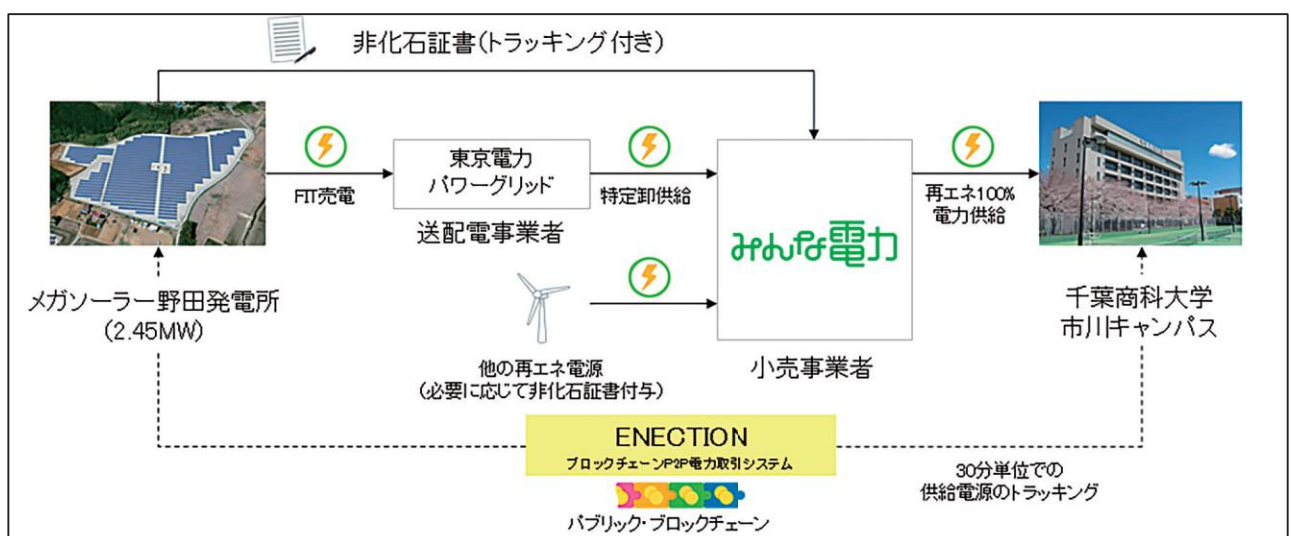 非化石証書(トラッキング付き)
FIT売電
東京電力
パワーグリッド
送配電事業者
特定卸供給
みんな電力
小売事業者
再エネ100%
電力供給
メガソーラー野田発電所
(2.45MW)
他の再エネ電源
(必要に応じて非化石証書付与)
千葉商科大学
市川キャンパス
ENECTION
ブロックチェーンP2P電力取引システム
パブリック・ブロックチェーン
30分単位での
供給電源のトラッキング